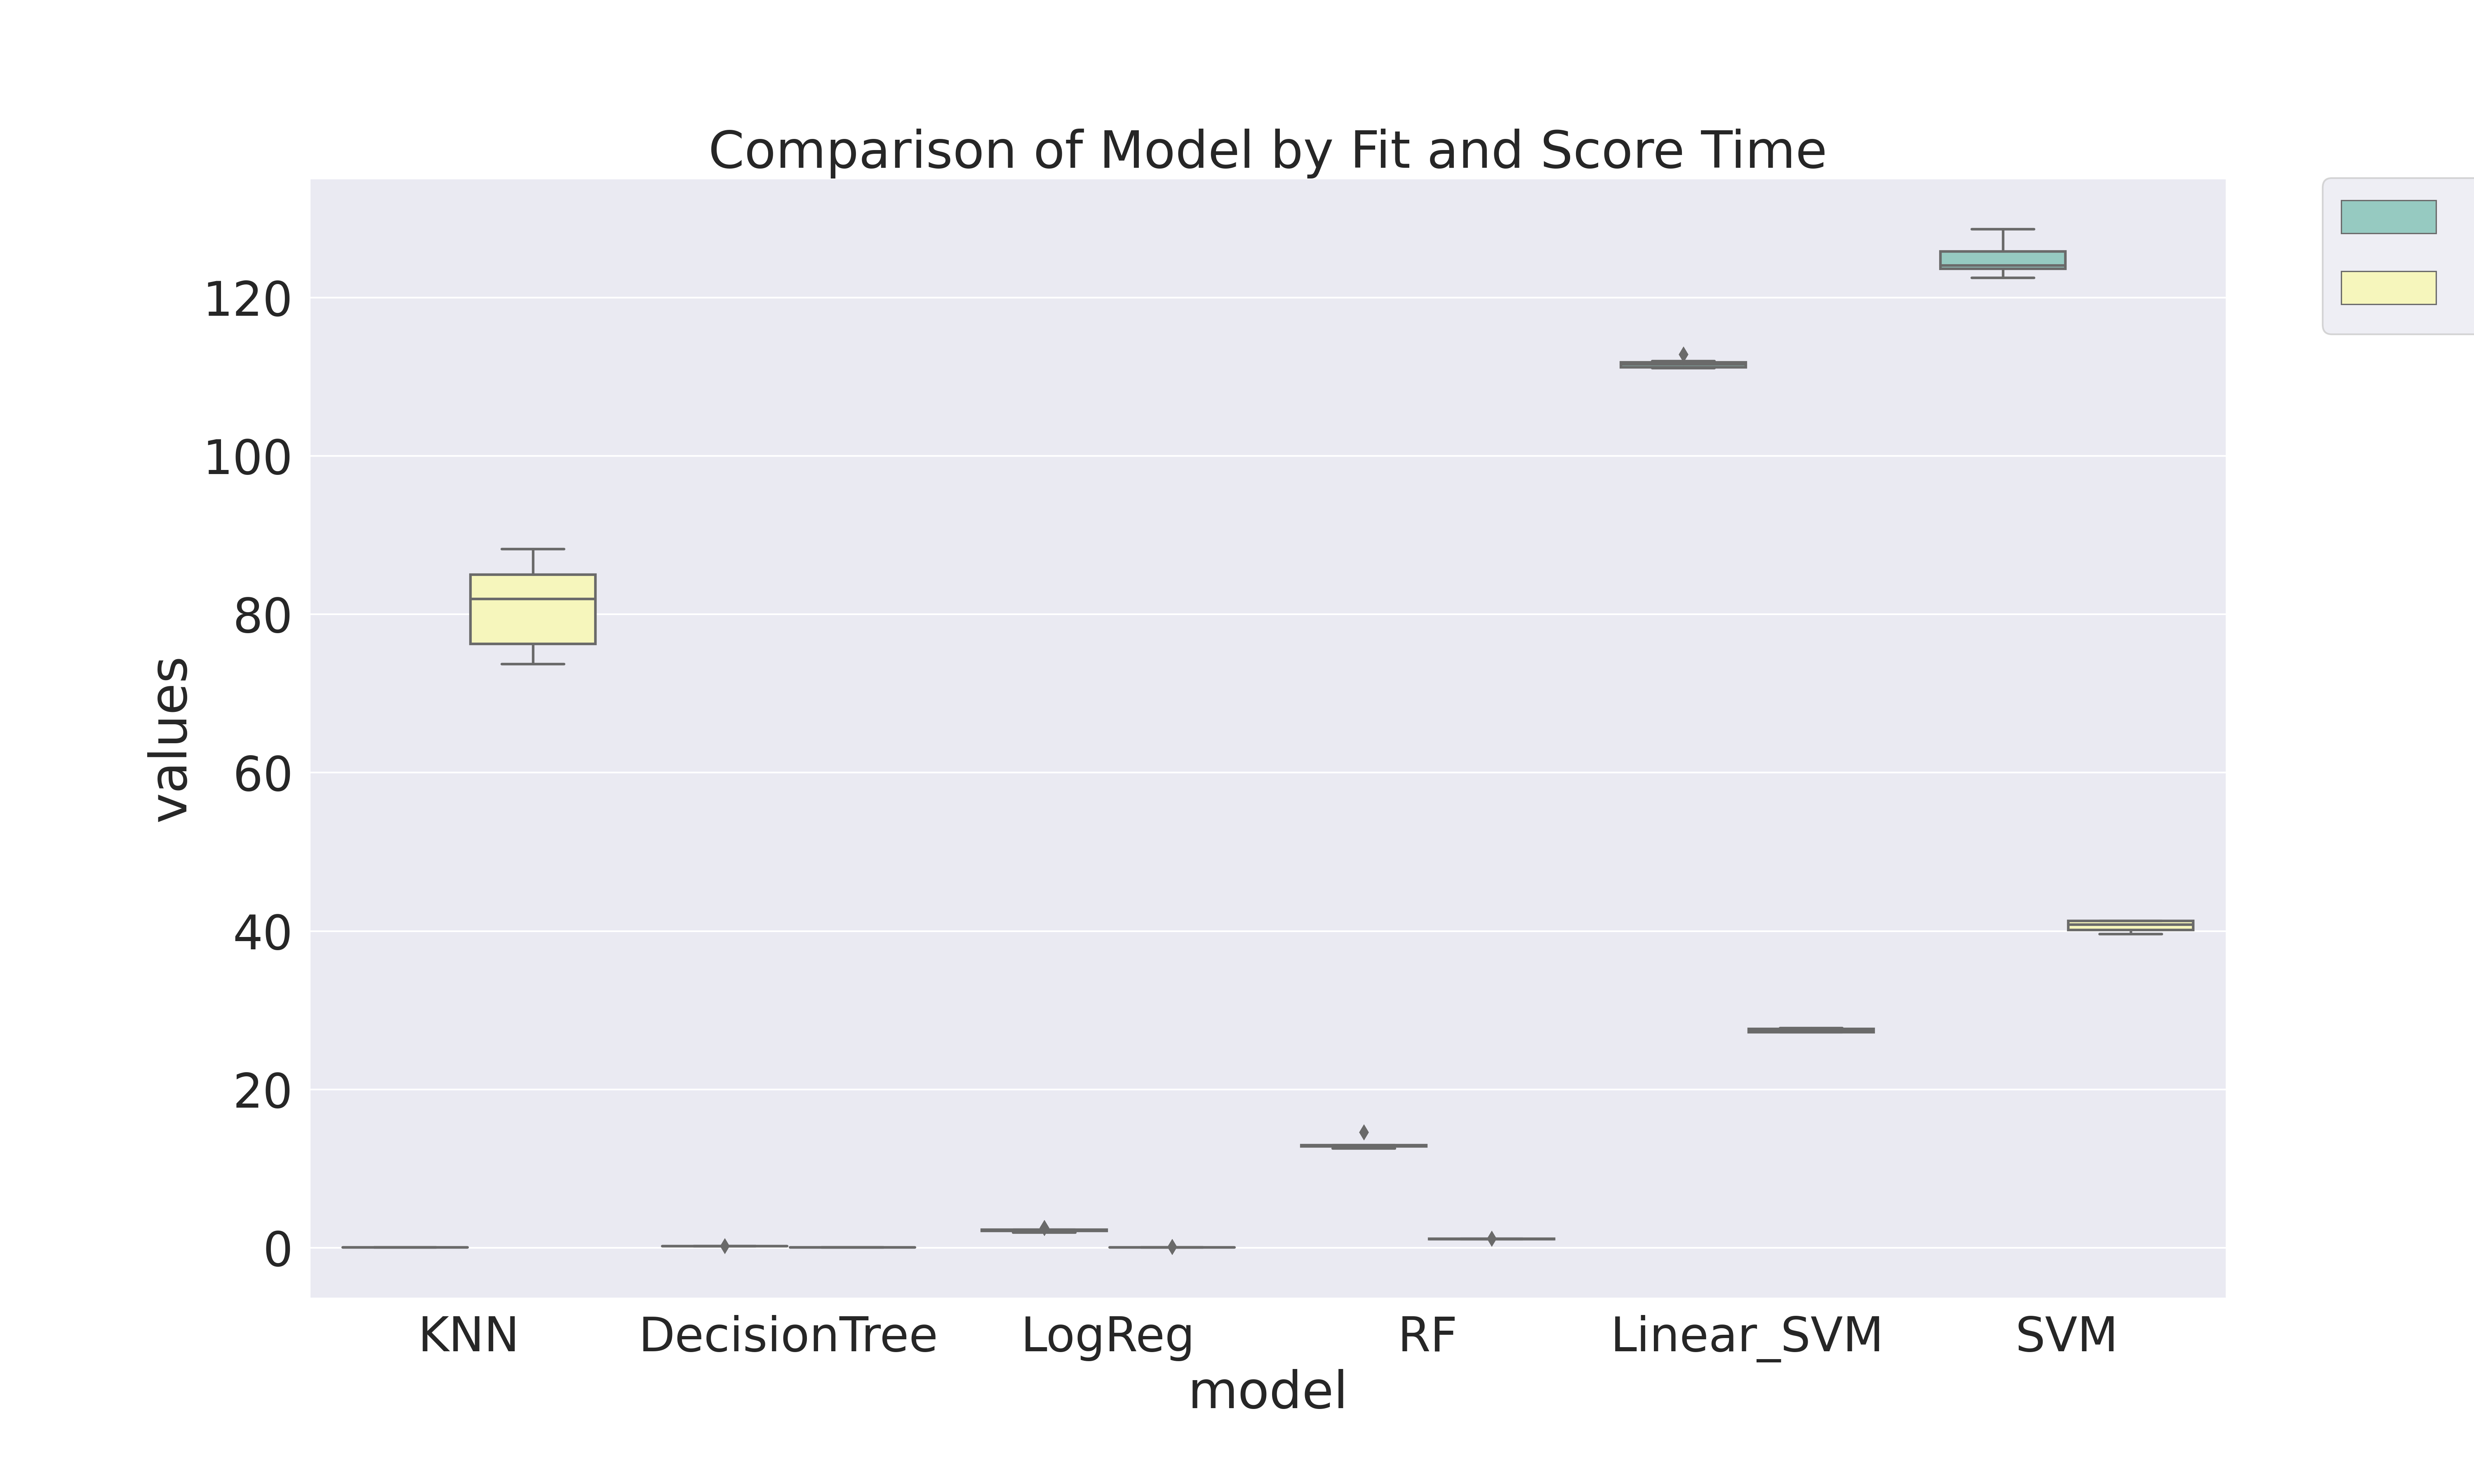 Comparison of Model by Fit and Score Time
values
120
100
80
60
40
20
0
KNN DecisionTree LogReg RF Linear_SVM SVM
model